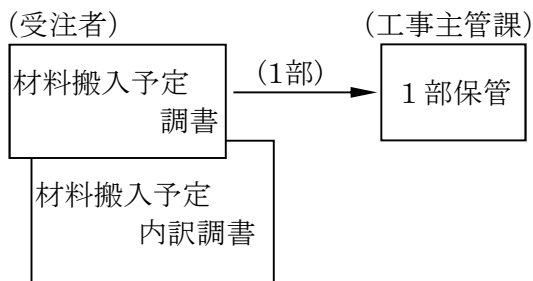 (受注者)
(工事主管課)
材料搬入予定
調書
(1部)
1部保管
材料搬入予定
内訳調書